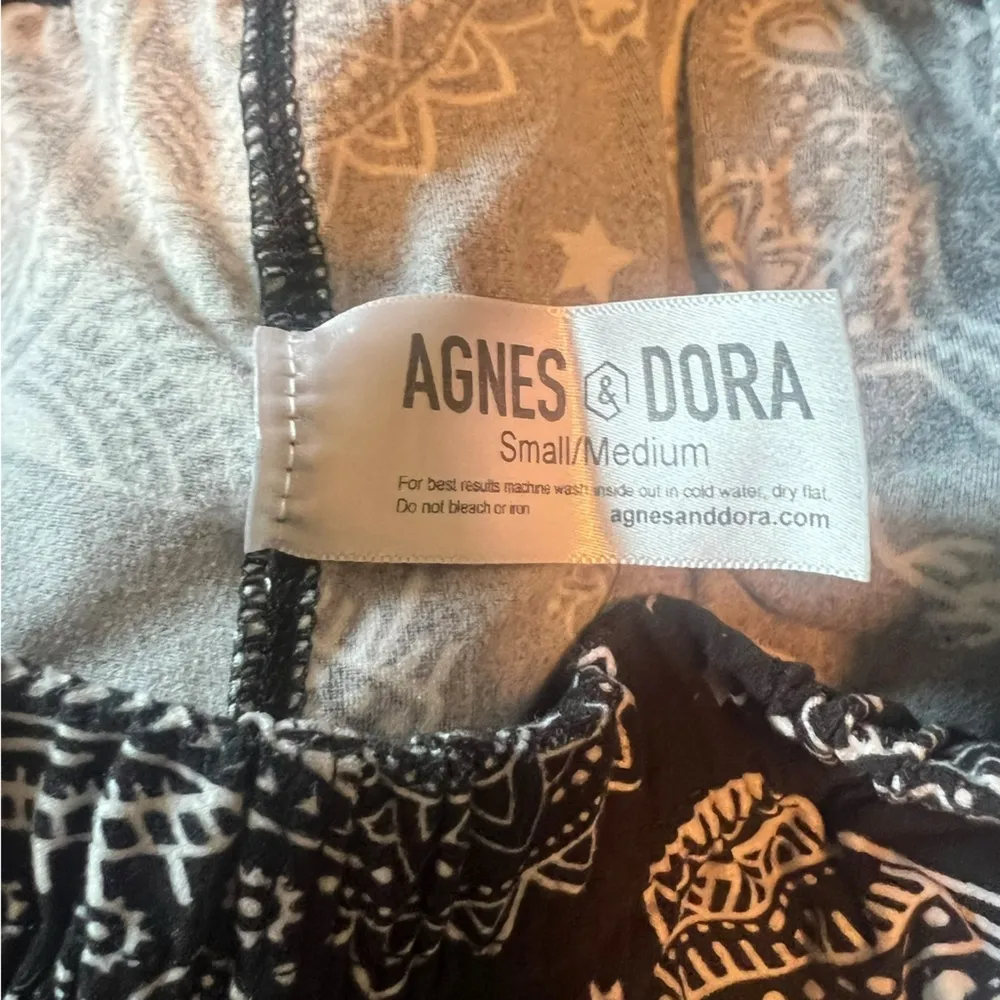 AGNES & DORA
Small/Medium
For best results machine wash inside out in cold water, dry flat
Do not bleach or iron
agnesanddora.com